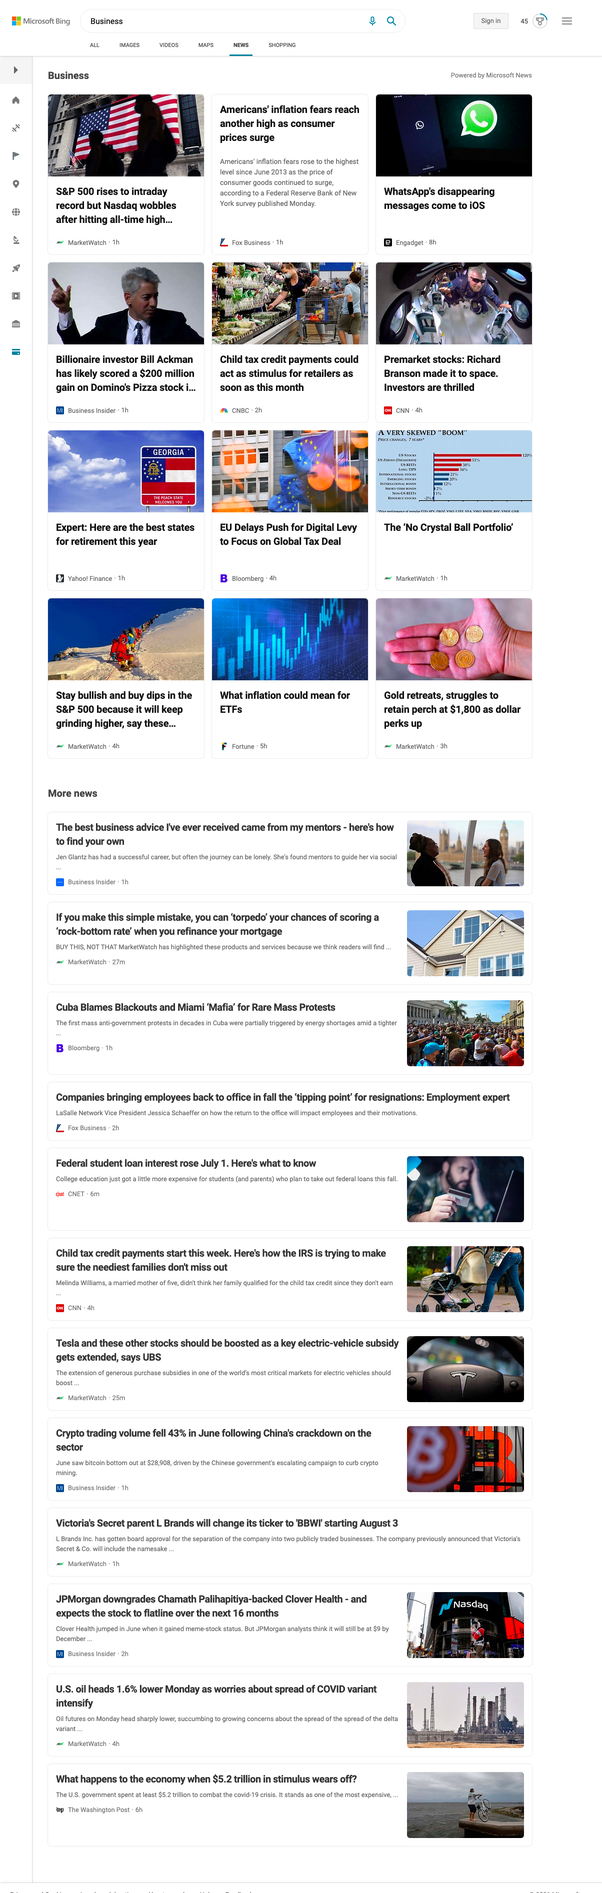 Microsoft Bing
Business
Sign in
45
ALL
IMAGES
VIDEOS
MAPS
NEWS
SHOPPING
Business
Powered by Microsoft News
S&P 500 rises to intraday
record but Nasdaq wobbles
after hitting all-time high...
MarketWatch · 1h
Americans' inflation fears reach
another high as consumer
prices surge
Americans' inflation fears rose to the highest
level since June 2013 as the price of
consumer goods continued to surge,
according to a Federal Reserve Bank of New
York survey published Monday.
Fox Business · 1h
WhatsApp's disappearing
messages come to iOS
Engadget · 8h
Billionaire investor Bill Ackman
has likely scored a $200 million
gain on Domino's Pizza stock i...
Business Insider · 1h
Child tax credit payments could
act as stimulus for retailers as
soon as this month
CNBC · 2h
Premarket stocks: Richard
Branson made it to space.
Investors are thrilled
CNN · 4h
GEORGIA
THE PEACH STATE
WELCOMES YOU
Expert: Here are the best states
for retirement this year
Yahoo! Finance · 1h
EU Delays Push for Digital Levy
to Focus on Global Tax Deal
Bloomberg · 4h
A VERY SKEWED "BOOM"
PRICE CHANGES, 7 YEARS*
The 'No Crystal Ball Portfolio'
MarketWatch · 1h
Stay bullish and buy dips in the
S&P 500 because it will keep
grinding higher, say these...
MarketWatch · 4h
What inflation could mean for
ETFs
Fortune · 5h
Gold retreats, struggles to
retain perch at $1,800 as dollar
perks up
MarketWatch · 3h
More news
The best business advice I've ever received came from my mentors - here's how
to find your own
Jen Glantz has had a successful career, but often the journey can be lonely. She's found mentors to guide her via social
...
Business Insider · 1h
If you make this simple mistake, you can 'torpedo' your chances of scoring a
'rock-bottom rate' when you refinance your mortgage
BUY THIS, NOT THAT MarketWatch has highlighted these products and services because we think readers will find ...
MarketWatch · 27m
Cuba Blames Blackouts and Miami 'Mafia' for Rare Mass Protests
The first mass anti-government protests in decades in Cuba were partially triggered by energy shortages amid a tighter
...
Bloomberg · 1h
Companies bringing employees back to office in fall the 'tipping point' for resignations: Employment expert
LaSalle Network Vice President Jessica Schaeffer on how the return to the office will impact employees and their motivations.
Fox Business · 2h
Federal student loan interest rose July 1. Here's what to know
College education just got a little more expensive for students (and parents) who plan to take out federal loans this fall.
CNET · 6m
Child tax credit payments start this week. Here's how the IRS is trying to make
sure the neediest families don't miss out
Melinda Williams, a married mother of five, didn't think her family qualified for the child tax credit since they don't earn
...
CNN · 4h
Tesla and these other stocks should be boosted as a key electric-vehicle subsidy
gets extended, says UBS
The extension of generous purchase subsidies in one of the world's most critical markets for electric vehicles should
boost ...
MarketWatch · 25m
Crypto trading volume fell 43% in June following China's crackdown on the
sector
June saw bitcoin bottom out at $28,908, driven by the Chinese government's escalating campaign to curb crypto
mining.
Business Insider · 1h
Victoria's Secret parent L Brands will change its ticker to 'BBWI' starting August 3
L Brands Inc. has gotten board approval for the separation of the company into two publicly traded businesses. The company previously announced that Victoria's
Secret & Co. will include the namesake ...
MarketWatch · 1h
JPMorgan downgrades Chamath Palihapitiya-backed Clover Health - and
expects the stock to flatline over the next 16 months
Clover Health jumped in June when it gained meme-stock status. But JPMorgan analysts think it will still be at $9 by
December ...
Business Insider · 2h
Nasdaq
U.S. oil heads 1.6% lower Monday as worries about spread of COVID variant
intensify
Oil futures on Monday head sharply lower, succumbing to growing concerns about the spread of the spread of the delta
variant ...
MarketWatch · 4h
What happens to the economy when $5.2 trillion in stimulus wears off?
The U.S. government spent at least $5.2 trillion to combat the covid-19 crisis. It stands as one of the most expensive, ...
The Washington Post · 6h